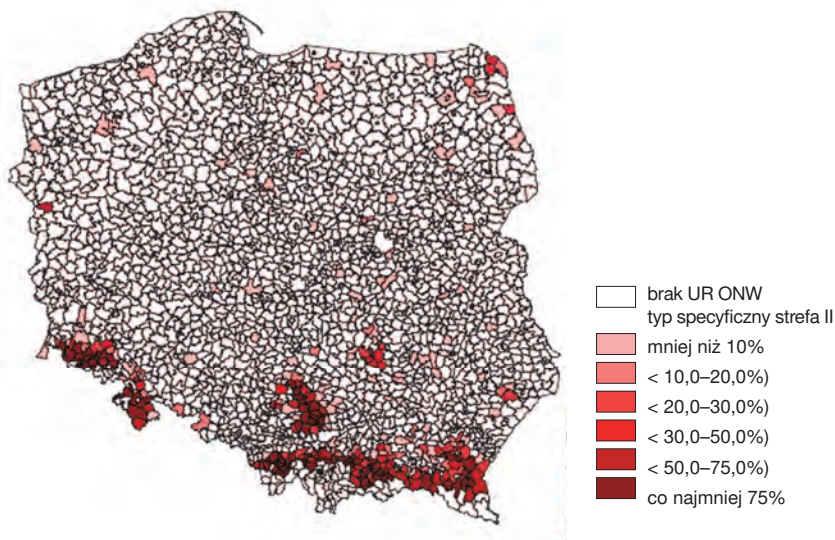 brak UR ONW
typ specyficzny strefa II
mniej niż 10%
< 10,0–20,0%)
< 20,0–30,0%)
< 30,0–50,0%)
< 50,0–75,0%)
co najmniej 75%